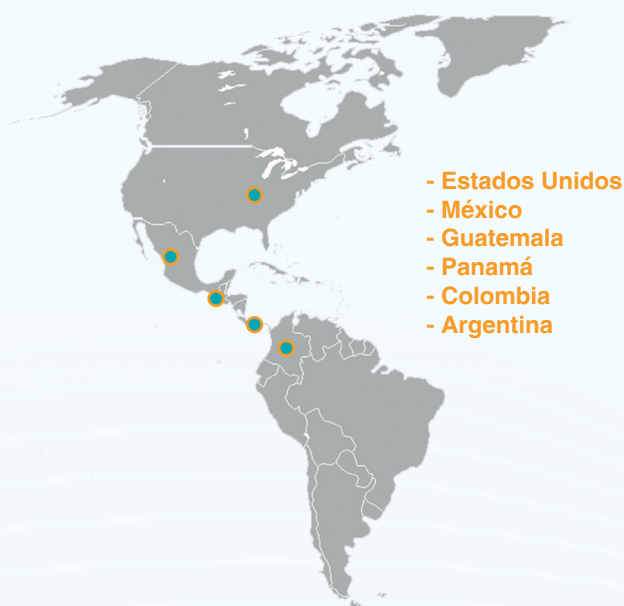 - Estados Unidos
- México
- Guatemala
- Panamá
- Colombia
- Argentina